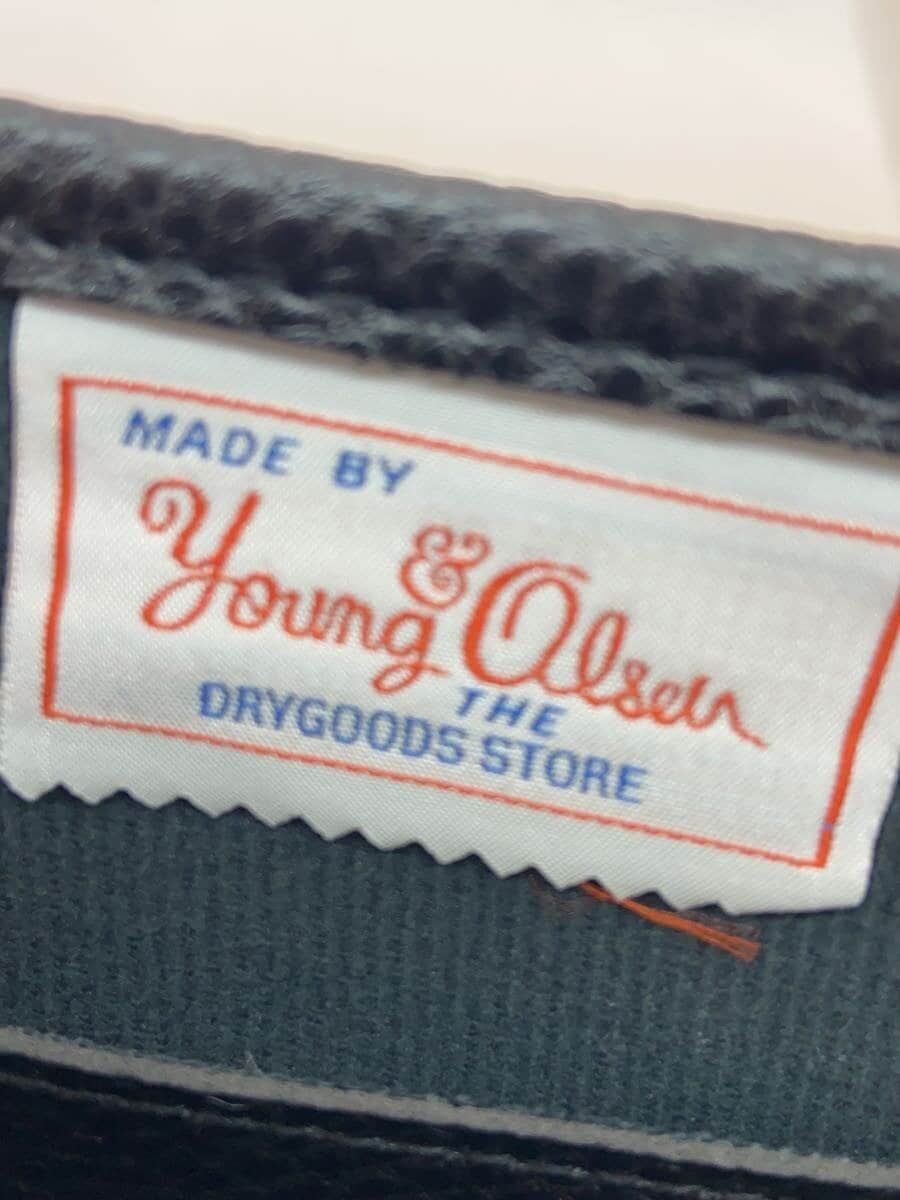 MADE BY
Young & Olsen
THE
DRYGOODS STORE